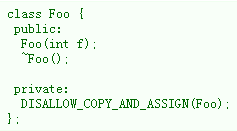 class Foo {
 public:
  Foo(int f);
  ~Foo();

 private:
  DISALLOW_COPY_AND_ASSIGN(Foo);
};